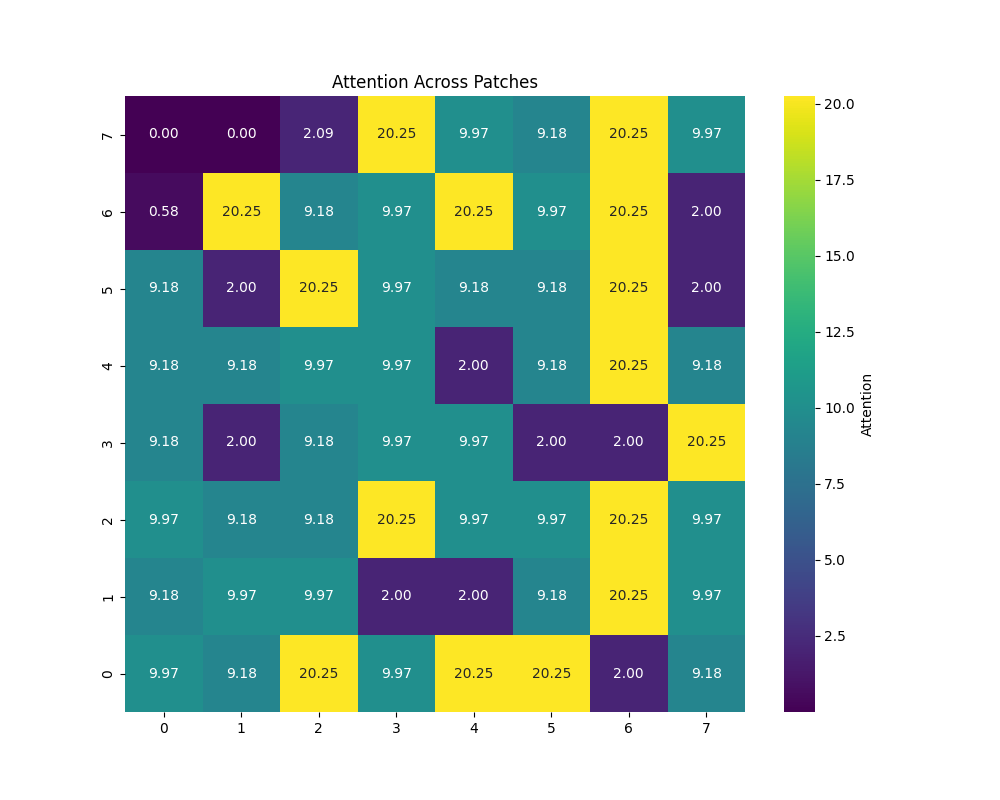 Attention Across Patches
7 0.00 0.00 2.09 20.25 9.97 9.18 20.25 9.97
6 0.58 20.25 9.18 9.97 20.25 9.97 20.25 2.00
5 9.18 2.00 20.25 9.97 9.18 9.18 20.25 2.00
4 9.18 9.18 9.97 9.97 2.00 9.18 20.25 9.18
3 9.18 2.00 9.18 9.97 9.97 2.00 2.00 20.25
2 9.97 9.18 9.18 20.25 9.97 9.97 20.25 9.97
1 9.18 9.97 9.97 2.00 2.00 9.18 20.25 9.97
0 9.97 9.18 20.25 9.97 20.25 20.25 2.00 9.18
0 1 2 3 4 5 6 7
20.0
17.5
15.0
12.5
10.0
7.5
5.0
2.5
Attention